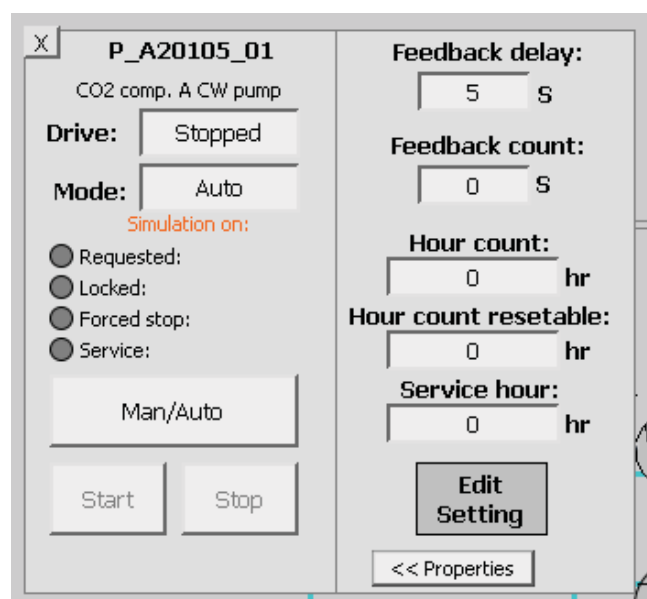 X
P_A20105_01
CO2 comp. A CW pump
Drive: Stopped
Mode: Auto
Simulation on:
Requested:
Locked:
Forced stop:
Service:
Man/Auto
Start Stop
Feedback delay:
5 S
Feedback count:
0 S
Hour count:
0 hr
Hour count resetable:
0 hr
Service hour:
0 hr
Edit
Setting
<< Properties